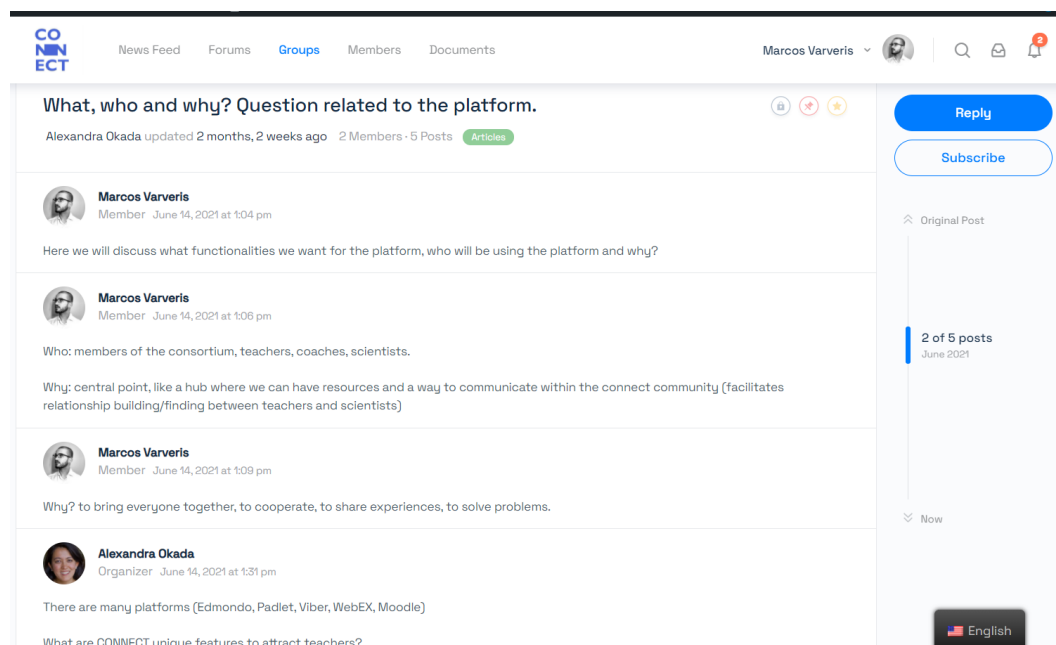 CO
NN
ECT
News Feed
Forums
Groups
Members
Documents
Marcos Varveris
2
What, who and why? Question related to the platform.
Alexandra Okada updated 2 months, 2 weeks ago 2 Members · 5 Posts Articles
Reply
Subscribe
Marcos Varveris
Member June 14, 2021 at 1:04 pm
Here we will discuss what functionalities we want for the platform, who will be using the platform and why?
Original Post
Marcos Varveris
Member June 14, 2021 at 1:06 pm
Who: members of the consortium, teachers, coaches, scientists.
2 of 5 posts
June 2021
Why: central point, like a hub where we can have resources and a way to communicate within the connect community (facilitates
relationship building/finding between teachers and scientists)
Marcos Varveris
Member June 14, 2021 at 1:09 pm
Why? to bring everyone together, to cooperate, to share experiences, to solve problems.
Now
Alexandra Okada
Organizer June 14, 2021 at 1:31 pm
There are many platforms (Edmondo, Padlet, Viber, WebEX, Moodle)
What are CONNECT unique features to attract teachers?
English